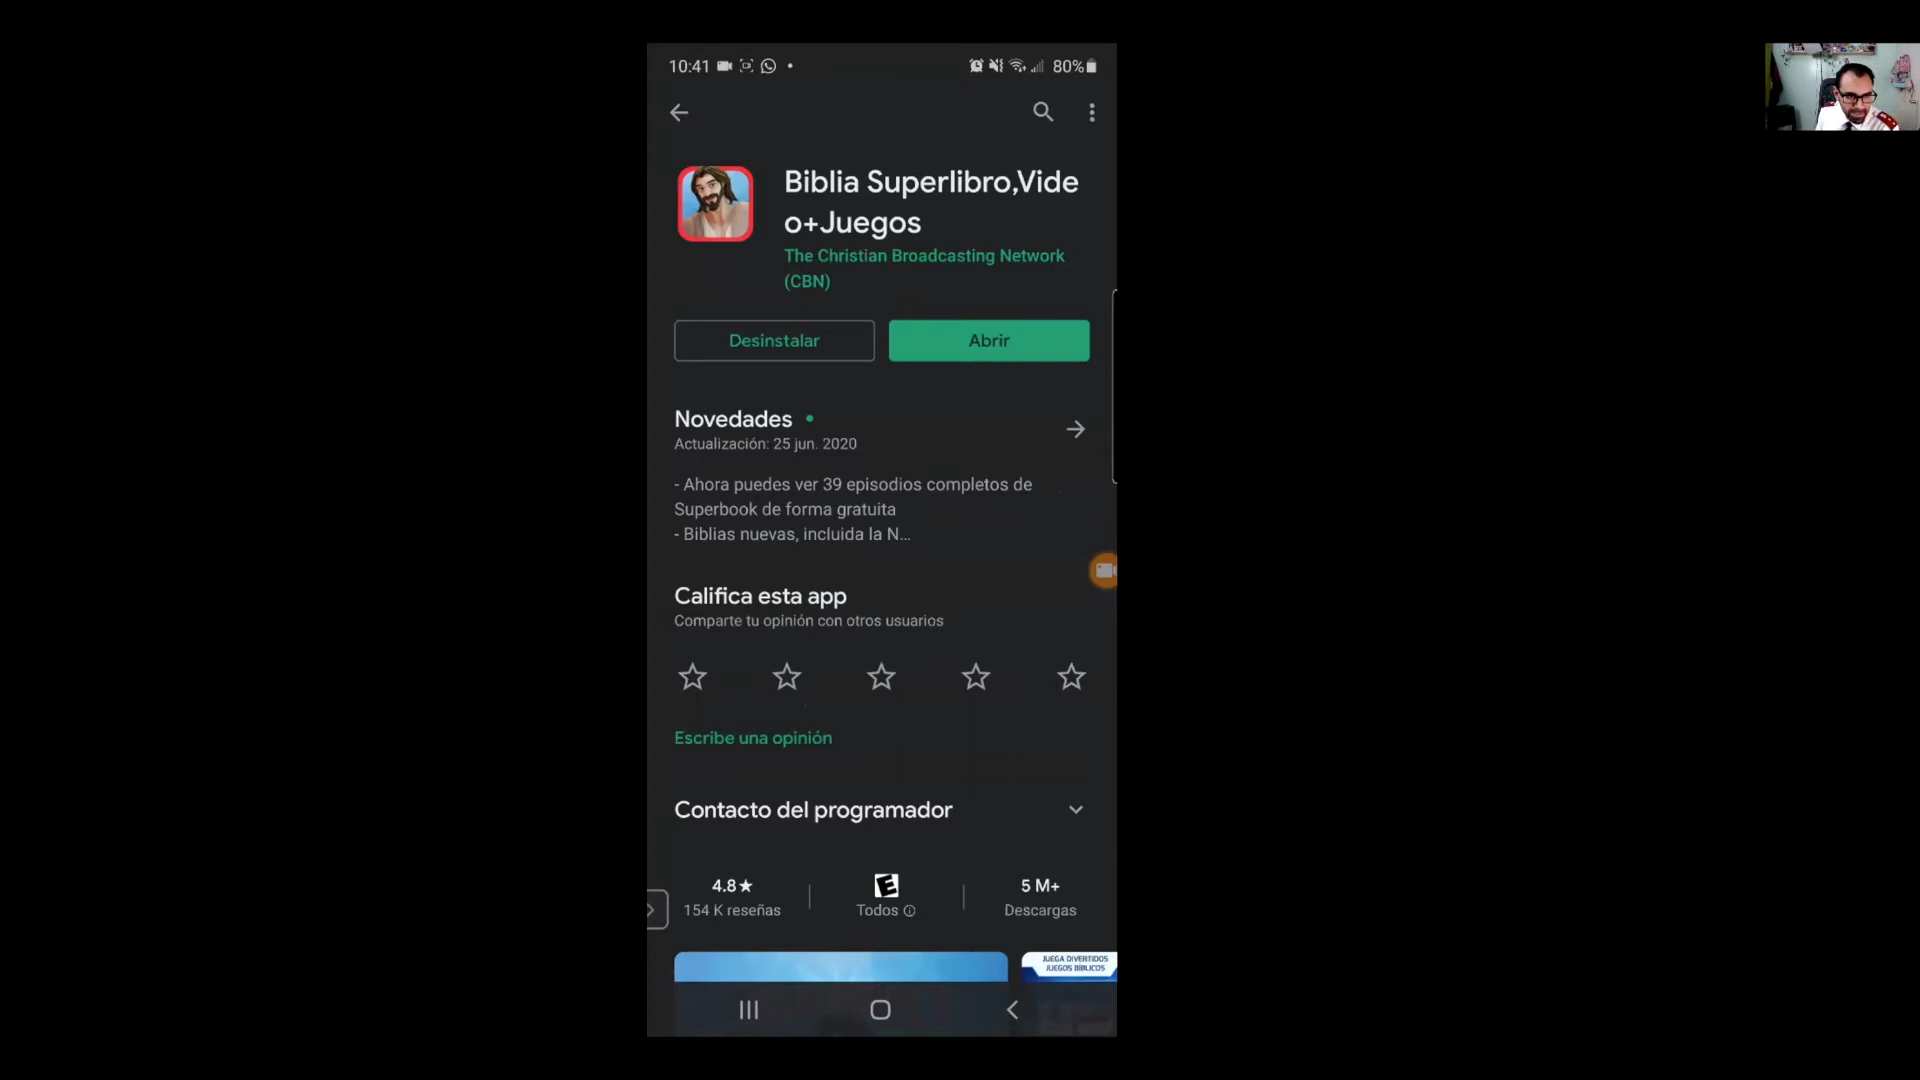 10:41
80%
Biblia Superlibro,Vide
o+Juegos
The Christian Broadcasting Network
(CBN)
Desinstalar
Abrir
Novedades
Actualización: 25 jun. 2020
- Ahora puedes ver 39 episodios completos de
Superbook de forma gratuita
- Biblias nuevas, incluida la N...
Califica esta app
Comparte tu opinión con otros usuarios
Escribe una opinión
Contacto del programador
4.8★
154 K reseñas
E
Todos
5 M+
Descargas
JUEGA DIVERTIDOS
JUEGOS BÍBLICOS